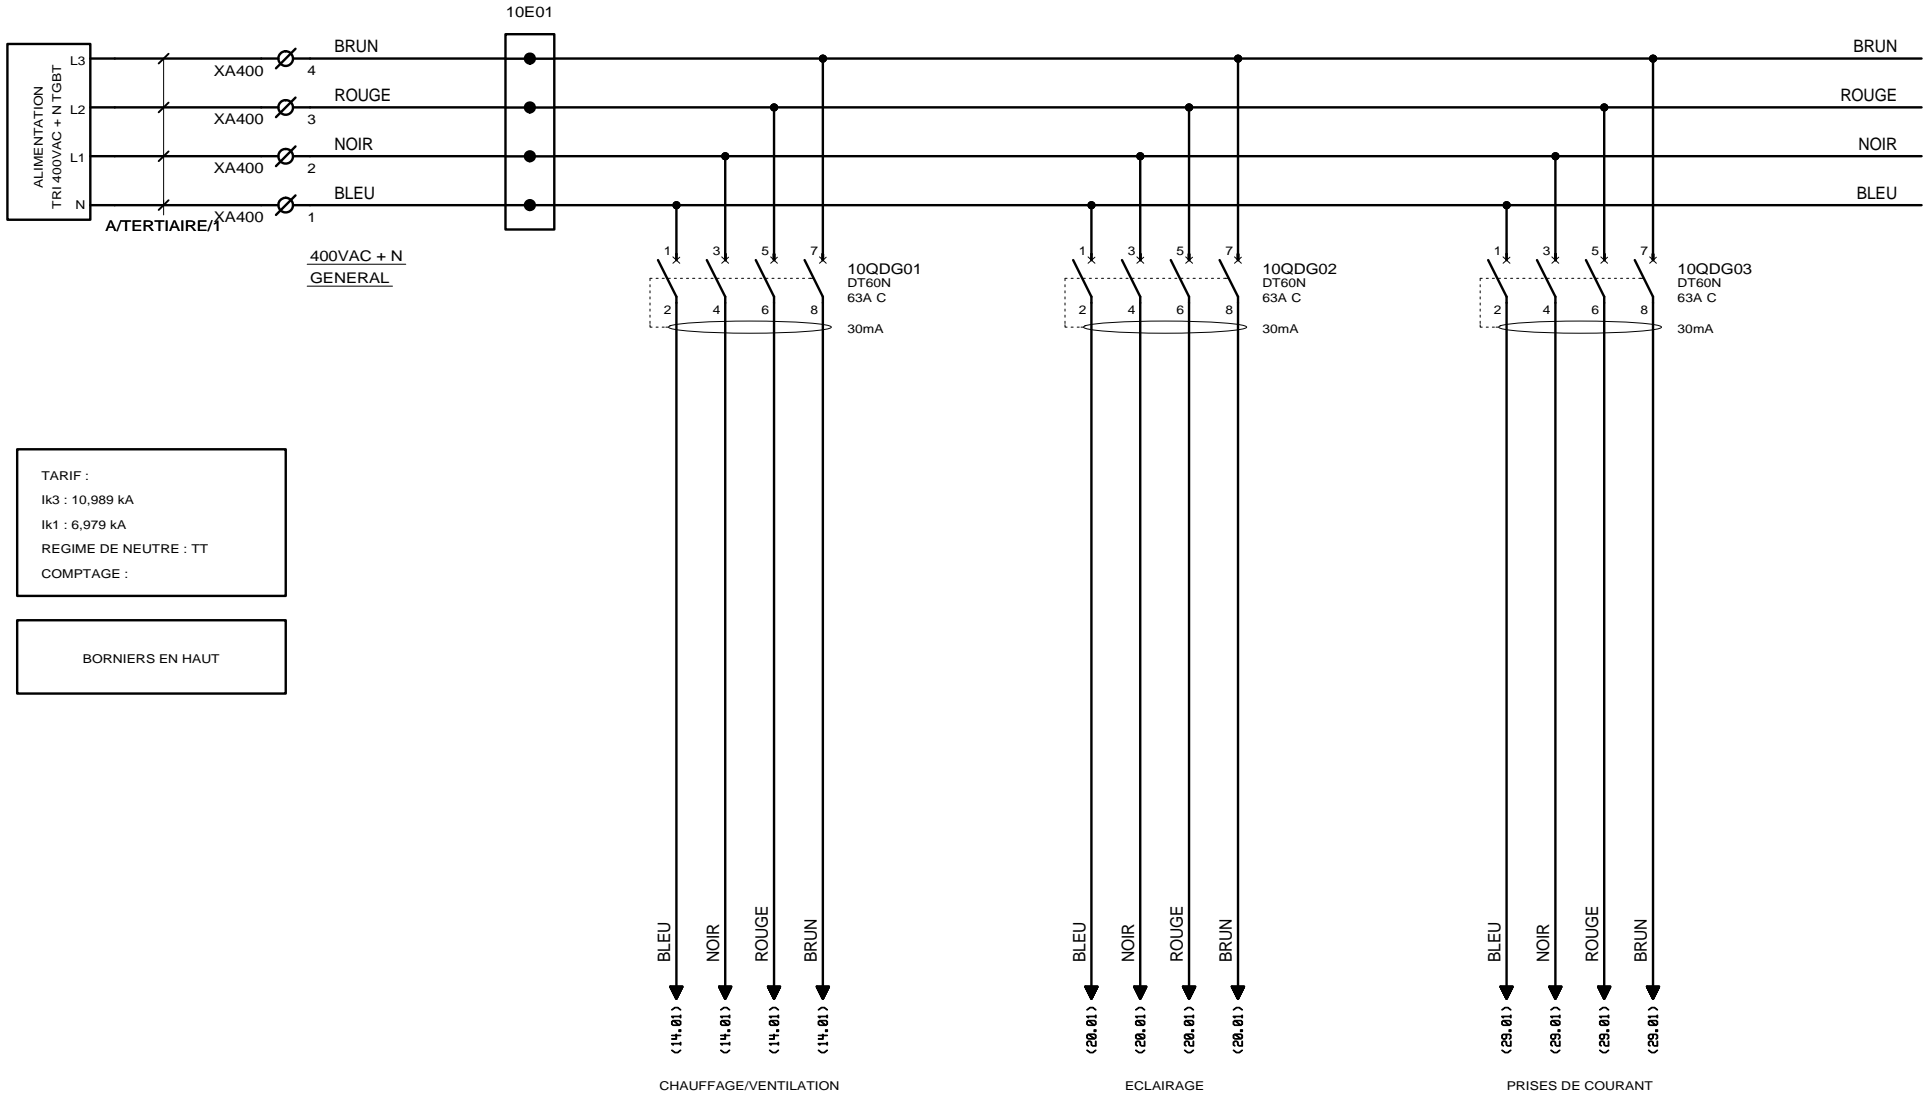 10E01
ALIMENTATION
TRI 400VAC + N TGBT
L3
XA400
4
BRUN
BRUN
L2
XA400
3
ROUGE
ROUGE
L1
XA400
2
NOIR
NOIR
N
XA400
1
BLEU
BLEU
A/TERTIAIRE/1
400VAC + N
GENERAL
1 3 5 7
2 4 6 8
10QDG01
DT60N
63A C
30mA
1 3 5 7
2 4 6 8
10QDG02
DT60N
63A C
30mA
1 3 5 7
2 4 6 8
10QDG03
DT60N
63A C
30mA
TARIF :
Ik3 : 10,989 kA
Ik1 : 6,979 kA
REGIME DE NEUTRE : TT
COMPTAGE :
BORNIERS EN HAUT
BLEU
NOIR
ROUGE
BRUN
(14.01)
(14.01)
(14.01)
(14.01)
CHAUFFAGE/VENTILATION
BLEU
NOIR
ROUGE
BRUN
(20.01)
(20.01)
(20.01)
(20.01)
ECLAIRAGE
BLEU
NOIR
ROUGE
BRUN
(29.01)
(29.01)
(29.01)
(29.01)
PRISES DE COURANT